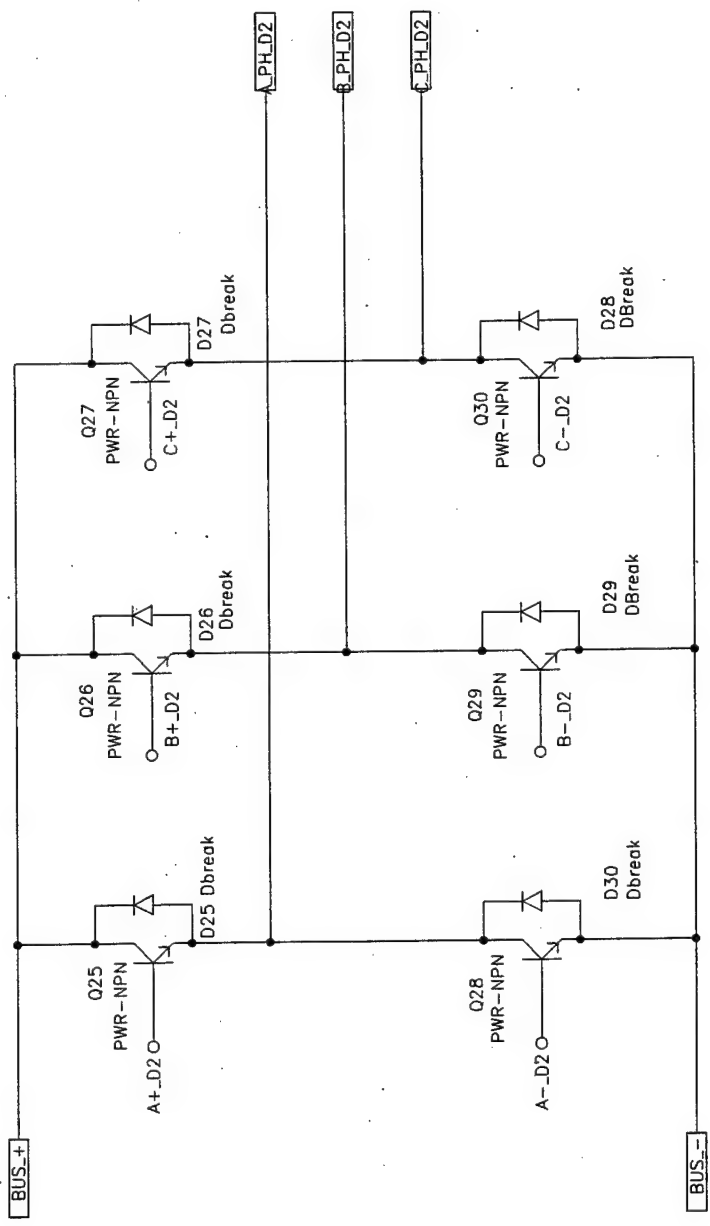 BUS_+
BUS_-
A_PH_D2
B_PH_D2
C_PH_D2
Q25
PWR-NPN
A+_D2
D25 Dbreak
Q26
PWR-NPN
B+_D2
D26
Dbreak
Q27
PWR-NPN
C+_D2
D27
Dbreak
Q28
PWR-NPN
A-_D2
D30
Dbreak
Q29
PWR-NPN
B-_D2
D29
DBreak
Q30
PWR-NPN
C-_D2
D28
DBreak